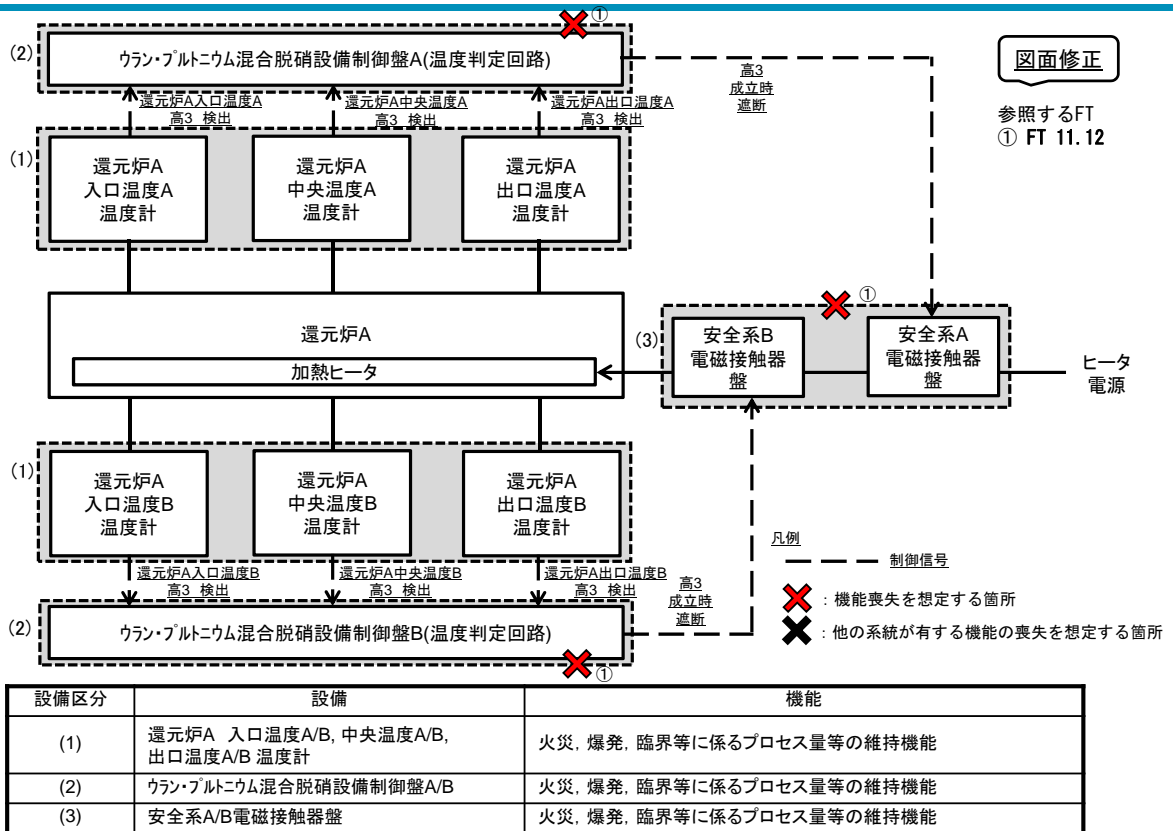 ①
(2)
ウラン・プルトニウム混合脱硝設備制御盤A(温度判定回路)
図面修正
参照するFT
① FT 11.12
高3
成立時
遮断
還元炉A入口温度A
高3 検出
還元炉A中央温度A
高3 検出
還元炉A出口温度A
高3 検出
(1)
還元炉A
入口温度A
温度計
還元炉A
中央温度A
温度計
還元炉A
出口温度A
温度計
還元炉A
加熱ヒータ
(3)
①
安全系B
電磁接触器
盤
安全系A
電磁接触器
盤
ヒータ
電源
(1)
還元炉A
入口温度B
温度計
還元炉A
中央温度B
温度計
還元炉A
出口温度B
温度計
還元炉A入口温度B
高3 検出
還元炉A中央温度B
高3 検出
還元炉A出口温度B
高3 検出
高3
成立時
遮断
(2)
ウラン・プルトニウム混合脱硝設備制御盤B(温度判定回路)
①
凡例
制御信号
：機能喪失を想定する箇所
：他の系統が有する機能の喪失を想定する箇所
設備区分 設備 機能
(1) 還元炉A 入口温度A/B, 中央温度A/B,
出口温度A/B 温度計 火災, 爆発, 臨界等に係るプロセス量等の維持機能
(2) ウラン・プルトニウム混合脱硝設備制御盤A/B 火災, 爆発, 臨界等に係るプロセス量等の維持機能
(3) 安全系A/B電磁接触器盤 火災, 爆発, 臨界等に係るプロセス量等の維持機能